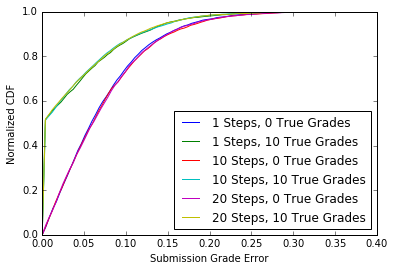 1.0
0.8
0.6
0.4
0.2
0.0
Normalized CDF
1 Steps, 0 True Grades
1 Steps, 10 True Grades
10 Steps, 0 True Grades
10 Steps, 10 True Grades
20 Steps, 0 True Grades
20 Steps, 10 True Grades
0.00 0.05 0.10 0.15 0.20 0.25 0.30 0.35 0.40
Submission Grade Error